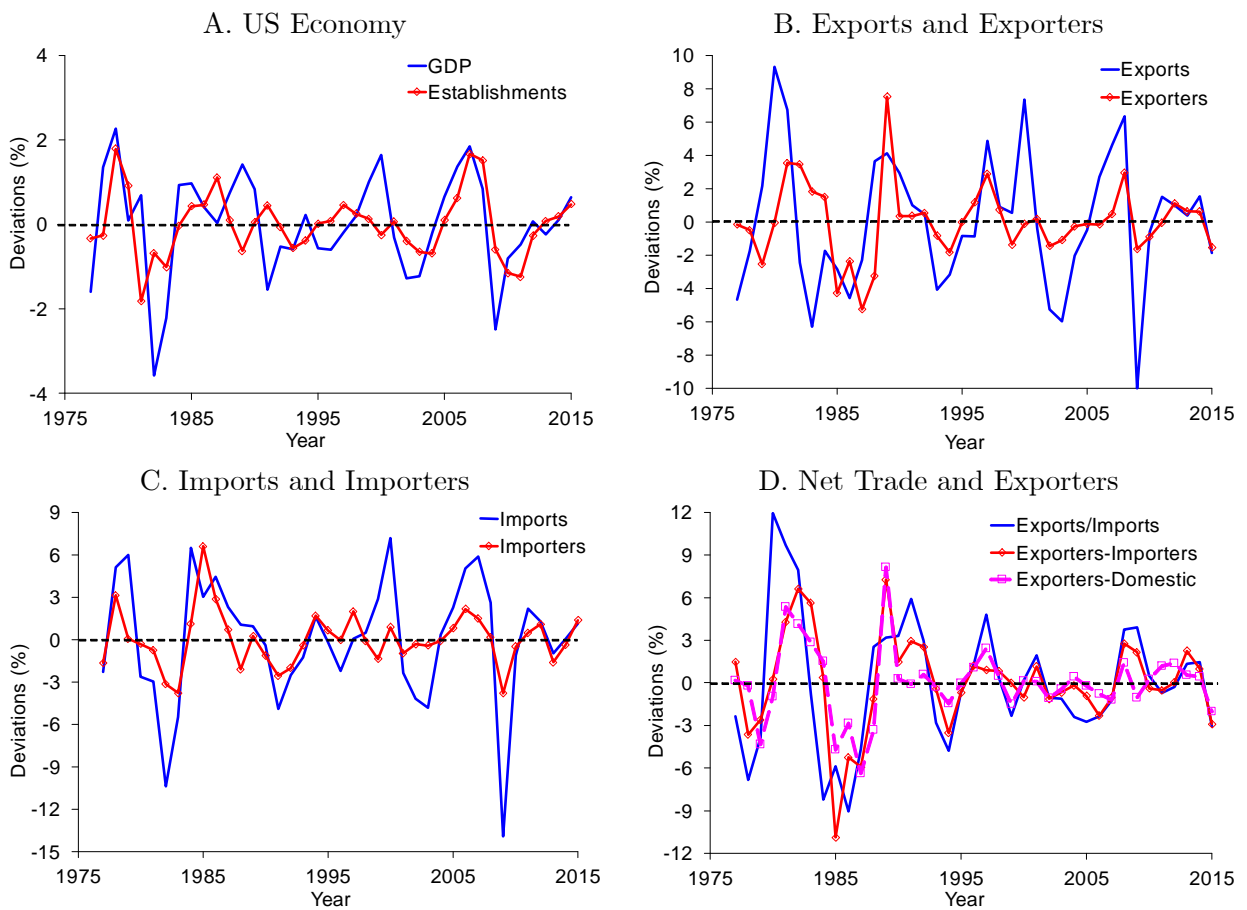 A. US Economy
4
2
0
-2
-4
Deviations (%)
GDP
Establishments
1975
1985
1995
2005
2015
Year
B. Exports and Exporters
10
8
6
4
2
0
-2
-4
-6
-8
-10
Deviations (%)
Exports
Exporters
1975
1985
1995
2005
2015
Year
C. Imports and Importers
9
6
3
0
-3
-6
-9
-12
-15
Deviations (%)
Imports
Importers
1975
1985
1995
2005
2015
Year
D. Net Trade and Exporters
12
9
6
3
0
-3
-6
-9
-12
Deviations (%)
Exports/Imports
Exporters-Importers
Exporters-Domestic
1975
1985
1995
2005
2015
Year